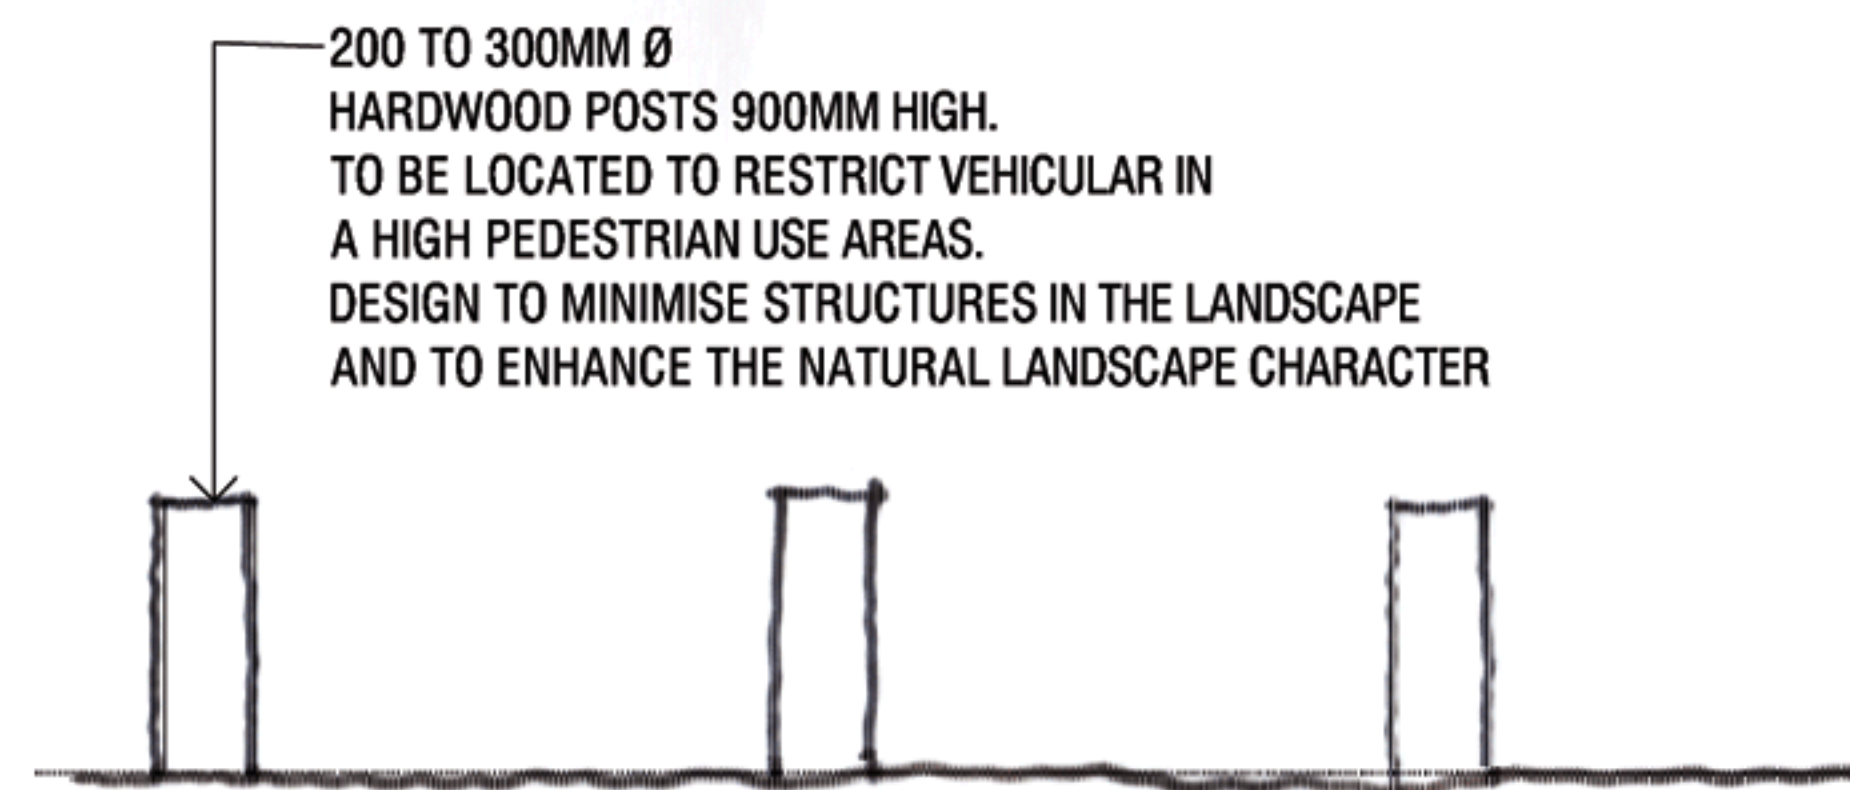 200 TO 300MM Ø
HARDWOOD POSTS 900MM HIGH.
TO BE LOCATED TO RESTRICT VEHICULAR IN
A HIGH PEDESTRIAN USE AREAS.
DESIGN TO MINIMISE STRUCTURES IN THE LANDSCAPE
AND TO ENHANCE THE NATURAL LANDSCAPE CHARACTER